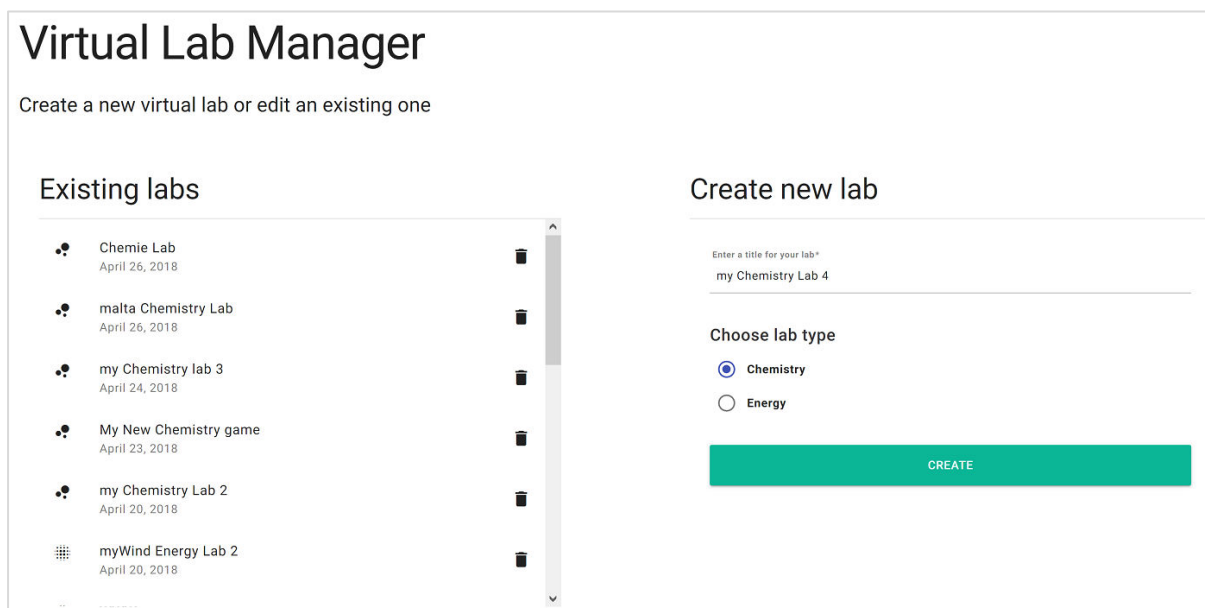 Virtual Lab Manager
Create a new virtual lab or edit an existing one
Existing labs
Chemie Lab
April 26, 2018
malta Chemistry Lab
April 26, 2018
my Chemistry lab 3
April 24, 2018
My New Chemistry game
April 23, 2018
my Chemistry Lab 2
April 20, 2018
myWind Energy Lab 2
April 20, 2018
Create new lab
Enter a title for your lab*
my Chemistry Lab 4
Choose lab type
Chemistry
Energy
CREATE